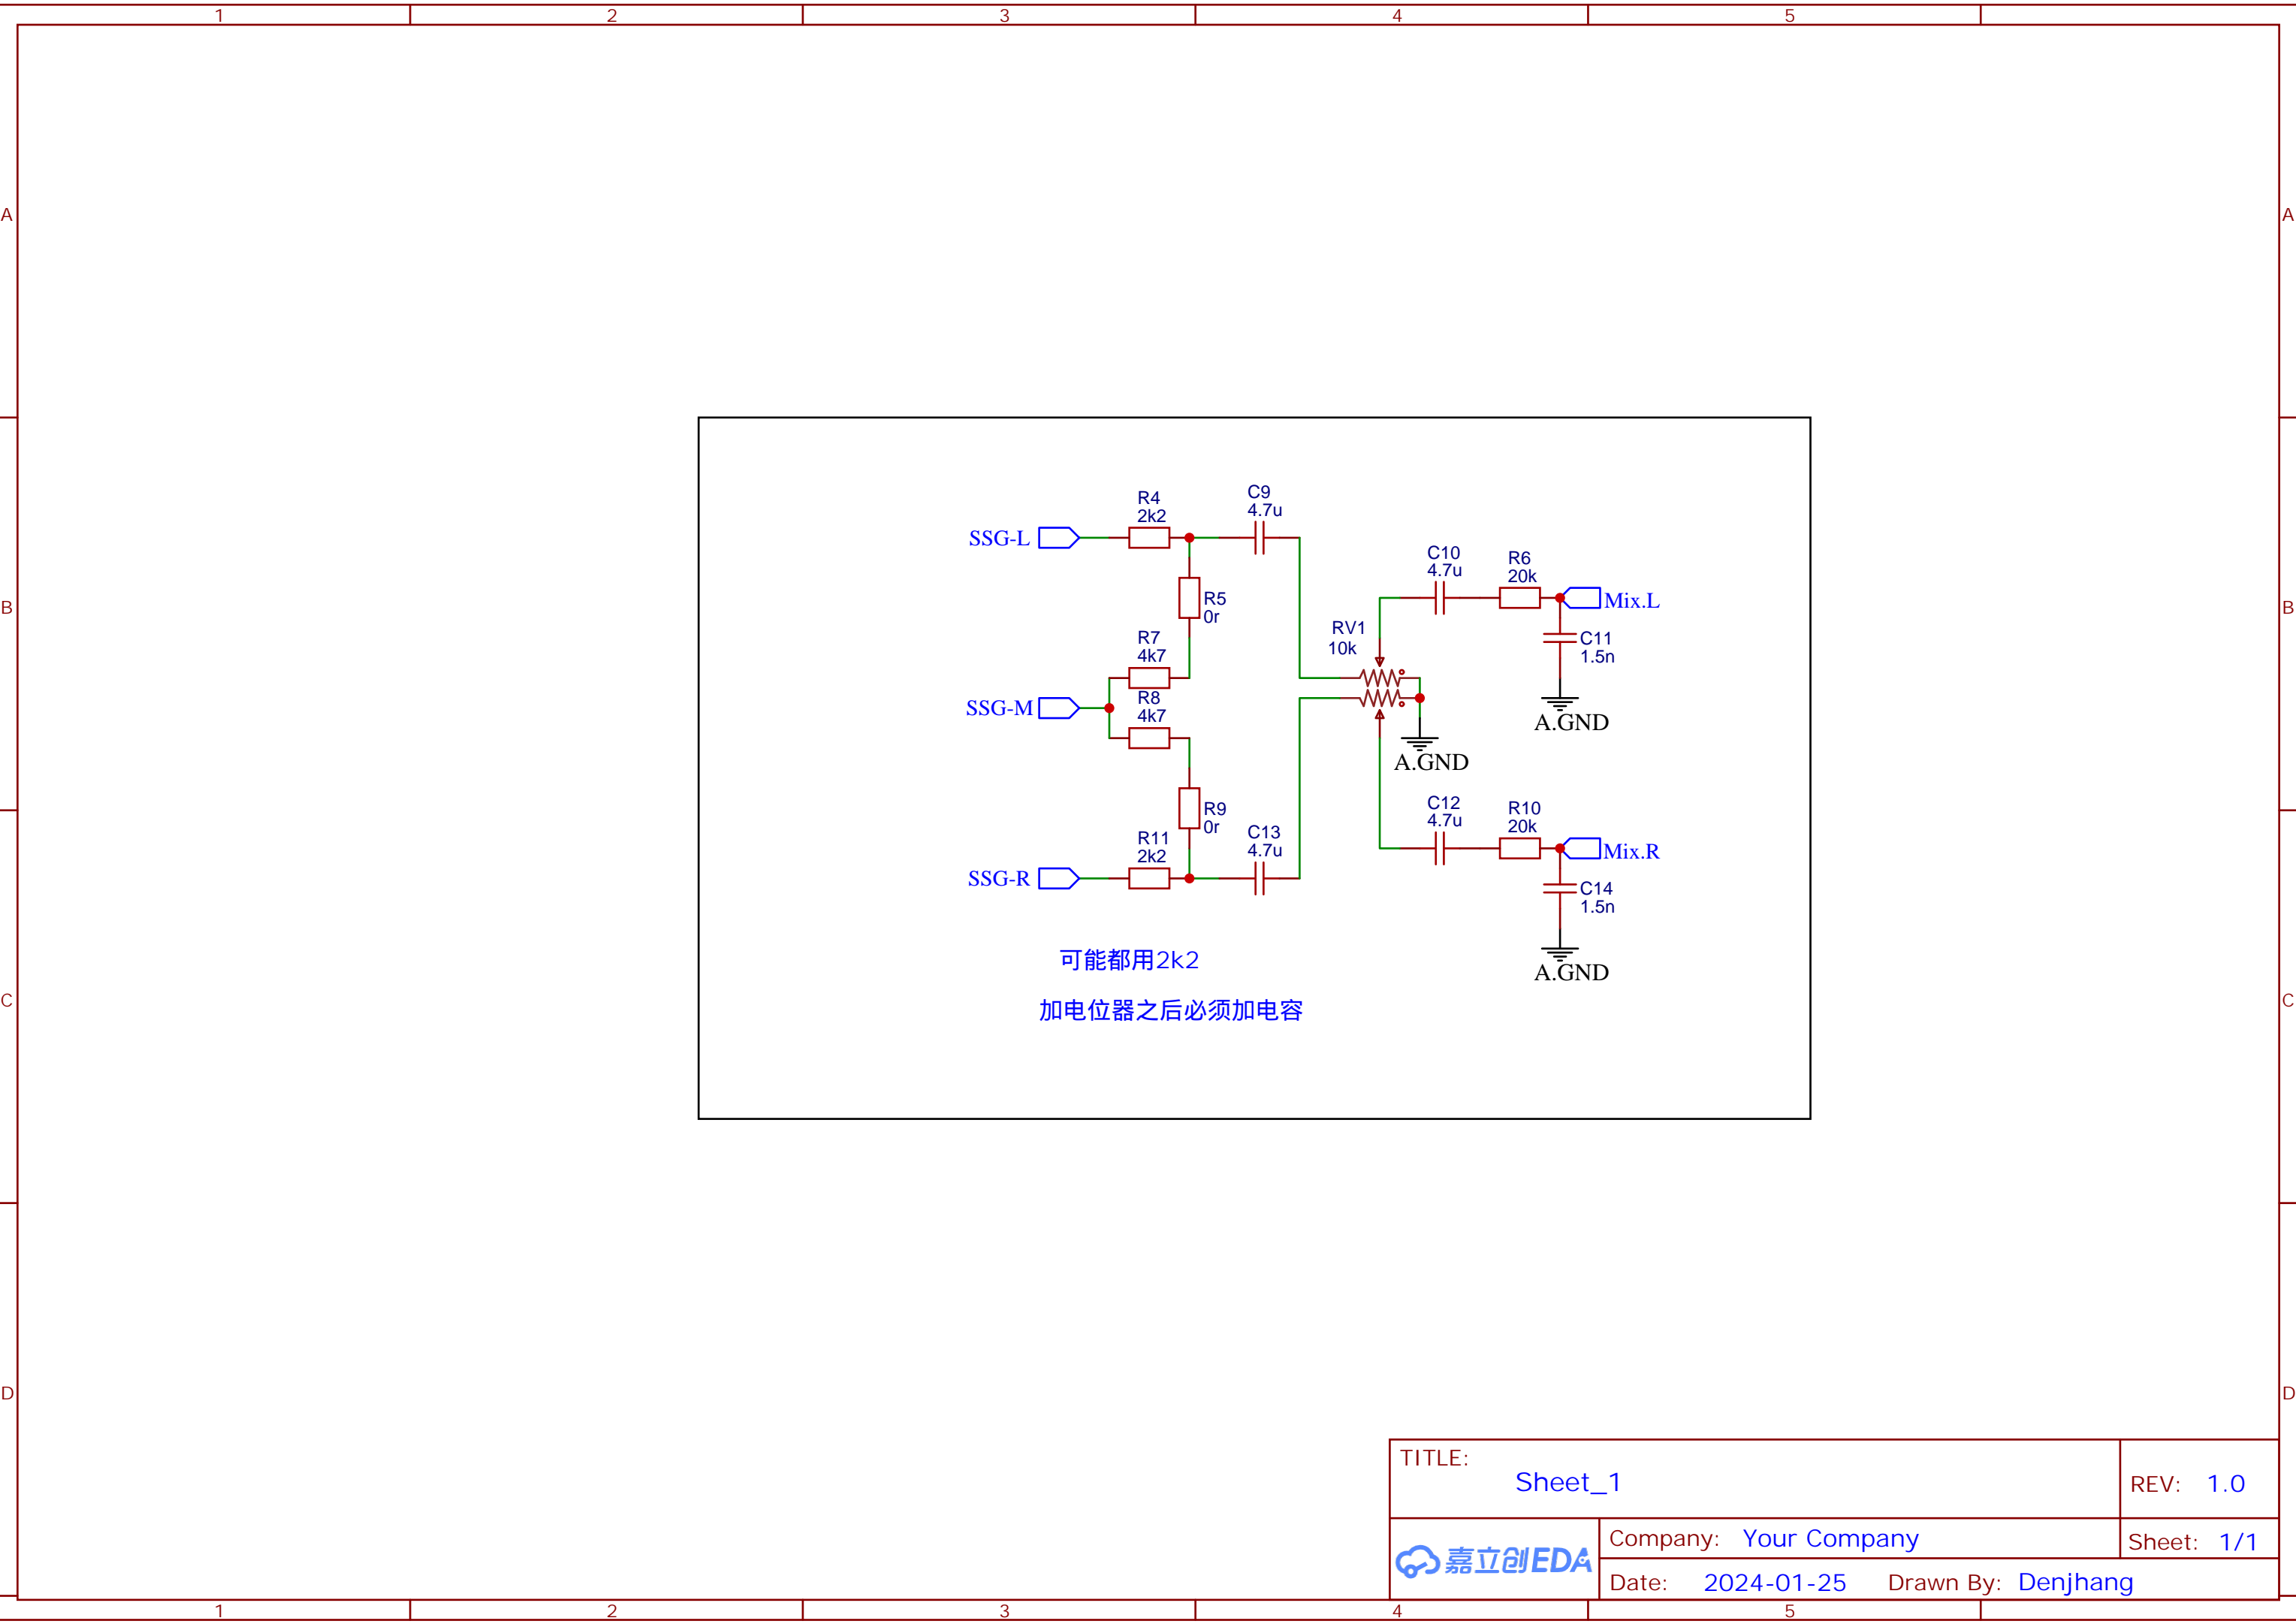 1 2 3 4 5
A A
R4
2k2
C9
4.7u
SSG-L
C10
4.7u
R6
20k
Mix.L
R5
0r
B B
RV1
10k
R7
4k7
C11
1.5n
SSG-M
R8
4k7
A.GND
A.GND
C12
4.7u
R10
20k
R9
0r
R11
2k2
C13
4.7u
Mix.R
SSG-R
C14
1.5n
可能都用2k2
A.GND
C C
加电位器之后必须加电容
D D
TITLE:
Sheet_1
REV: 1.0
嘉立创EDA
Company: Your Company
Sheet: 1/1
Date: 2024-01-25 Drawn By: Denjhang
1 2 3 4 5